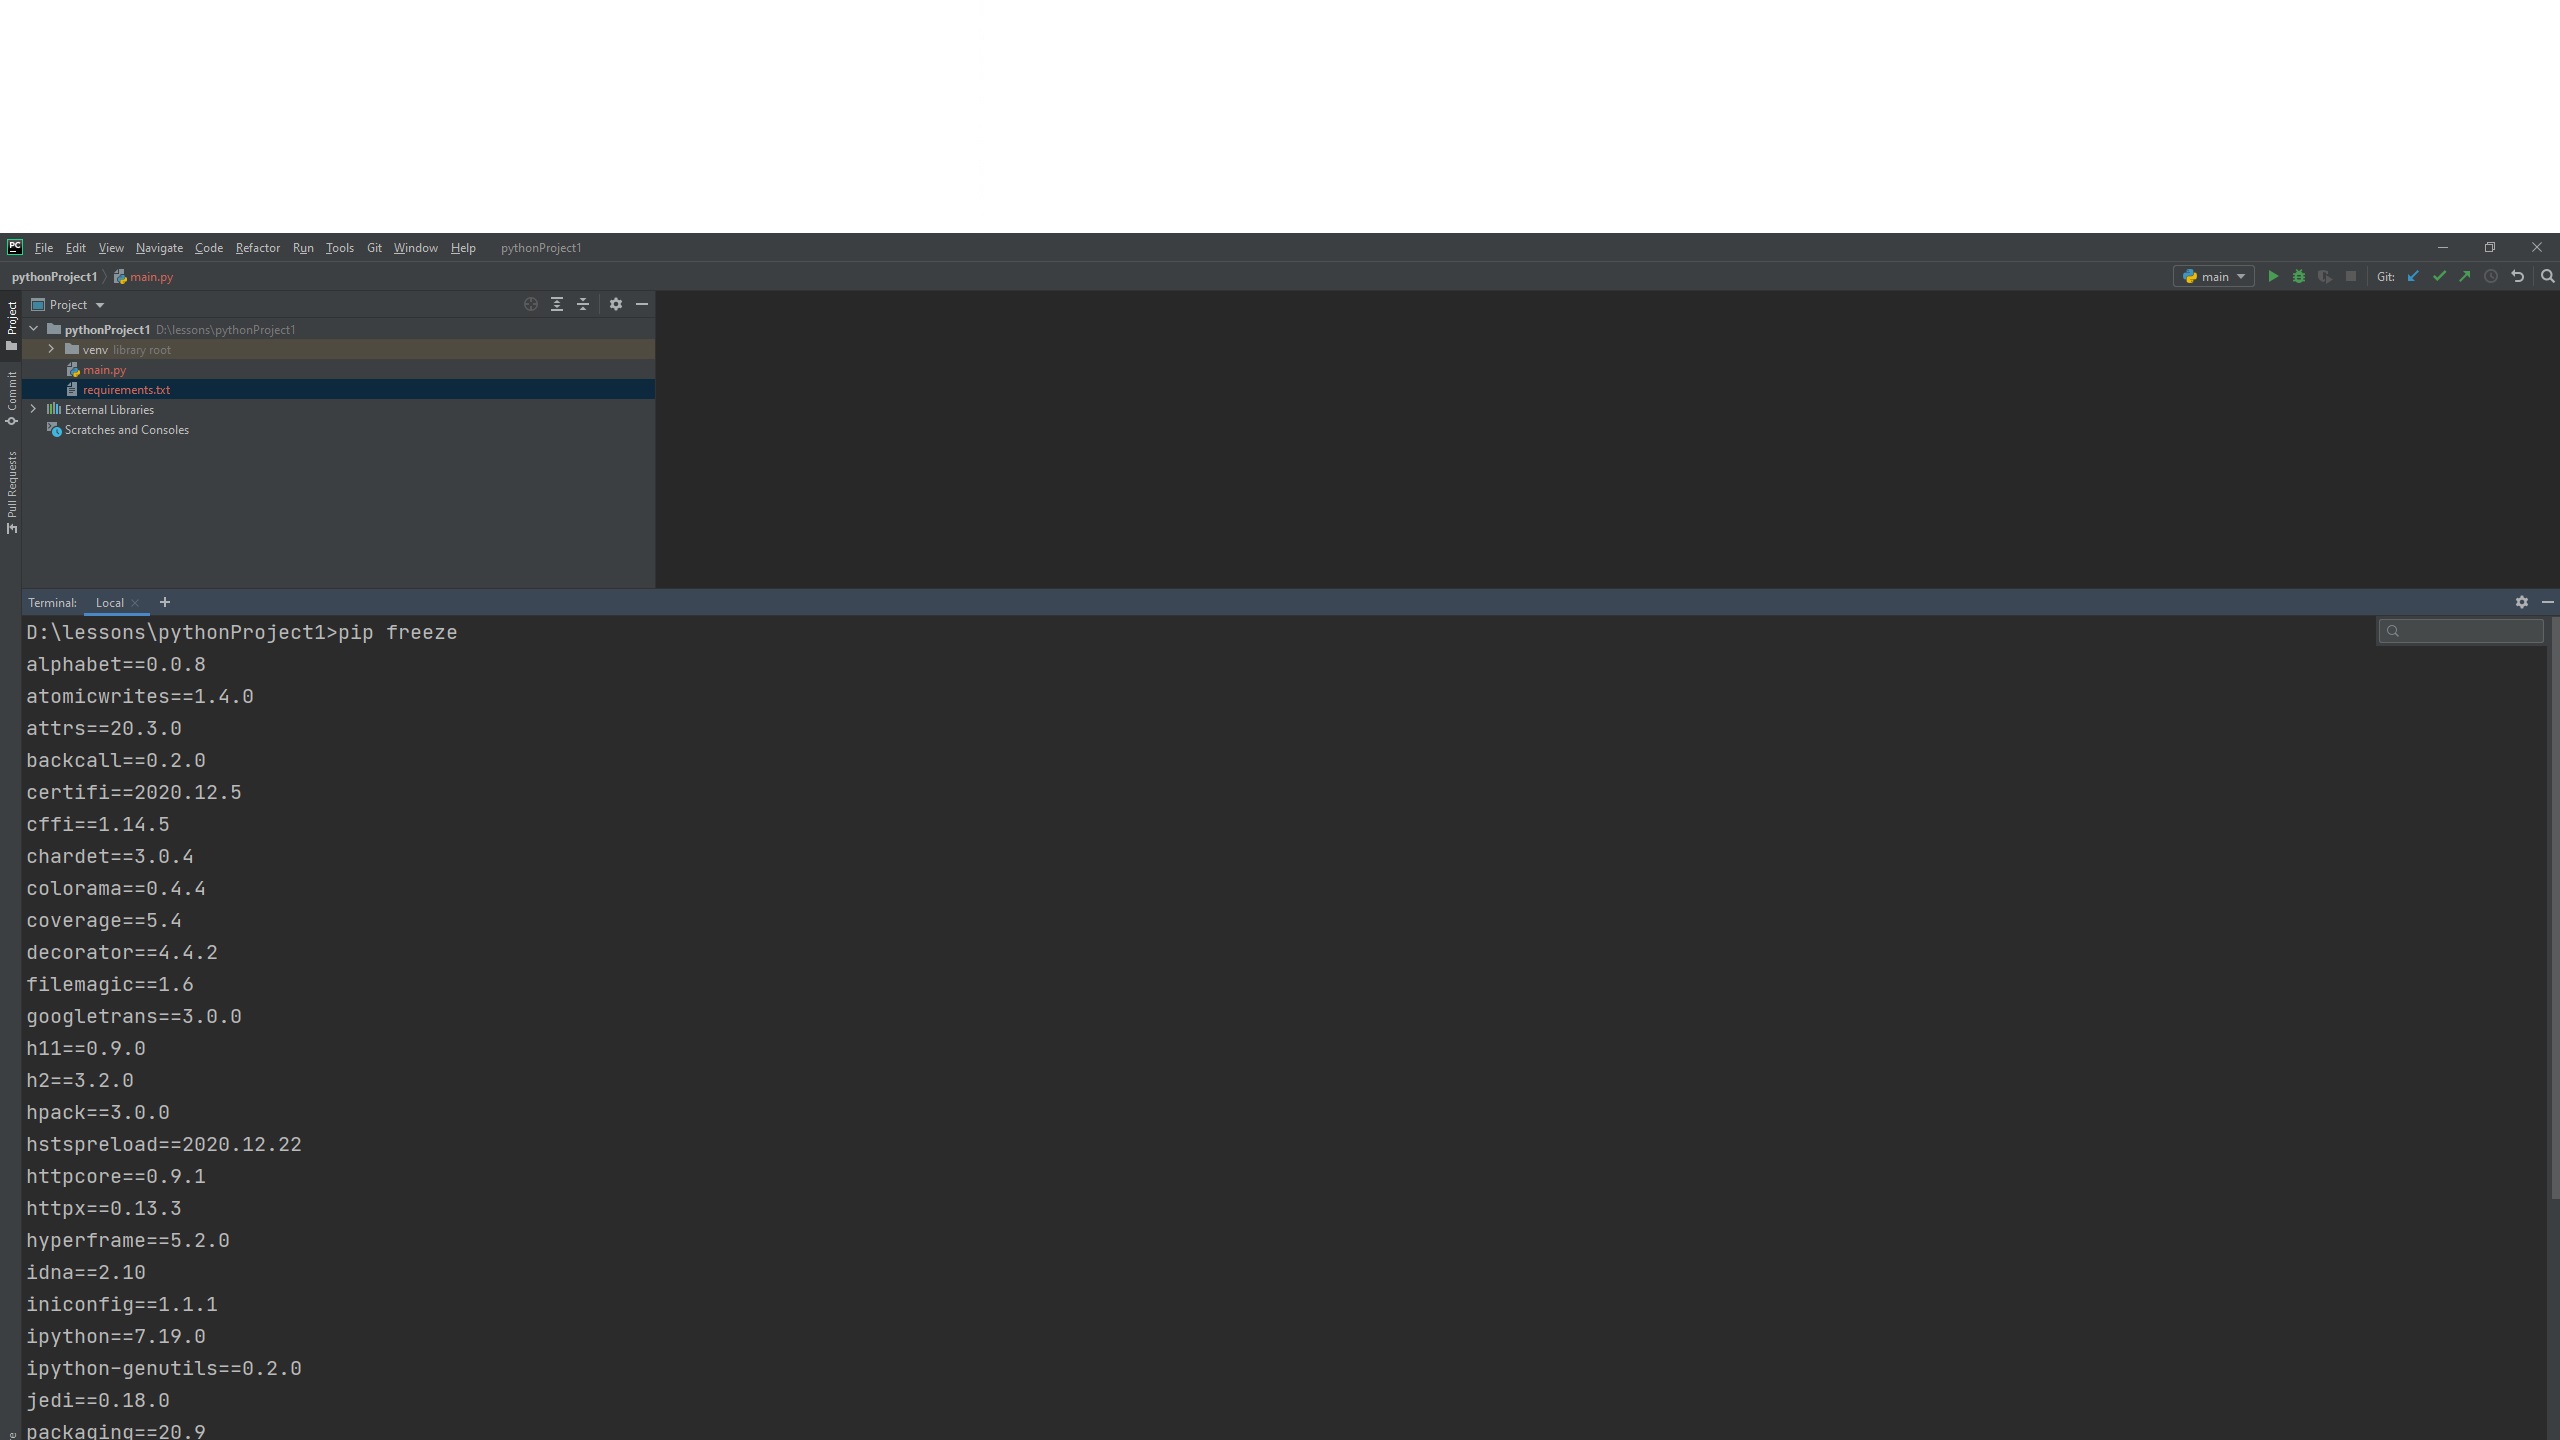 File Edit View Navigate Code Refactor Run Tools Git Window Help pythonProject1
pythonProject1 main.py
main Git:
Project
Project
pythonProject1 D:\lessons\pythonProject1
venv library root
main.py
requirements.txt
External Libraries
Scratches and Consoles
Commit
Pull Requests
Terminal: Local
D:\lessons\pythonProject1>pip freeze
alphabet==0.0.8
atomicwrites==1.4.0
attrs==20.3.0
backcall==0.2.0
certifi==2020.12.5
cffi==1.14.5
chardet==3.0.4
colorama==0.4.4
coverage==5.4
decorator==4.4.2
filemagic==1.6
googletrans==3.0.0
h11==0.9.0
h2==3.2.0
hpack==3.0.0
hstspreload==2020.12.22
httpcore==0.9.1
httpx==0.13.3
hyperframe==5.2.0
idna==2.10
iniconfig==1.1.1
ipython==7.19.0
ipython-genutils==0.2.0
jedi==0.18.0
packaging==20.9